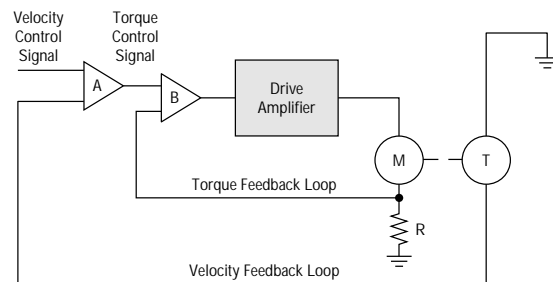 Velocity
Control
Signal
Torque
Control
Signal
A
B
Drive
Amplifier
M
T
Torque Feedback Loop
R
Velocity Feedback Loop